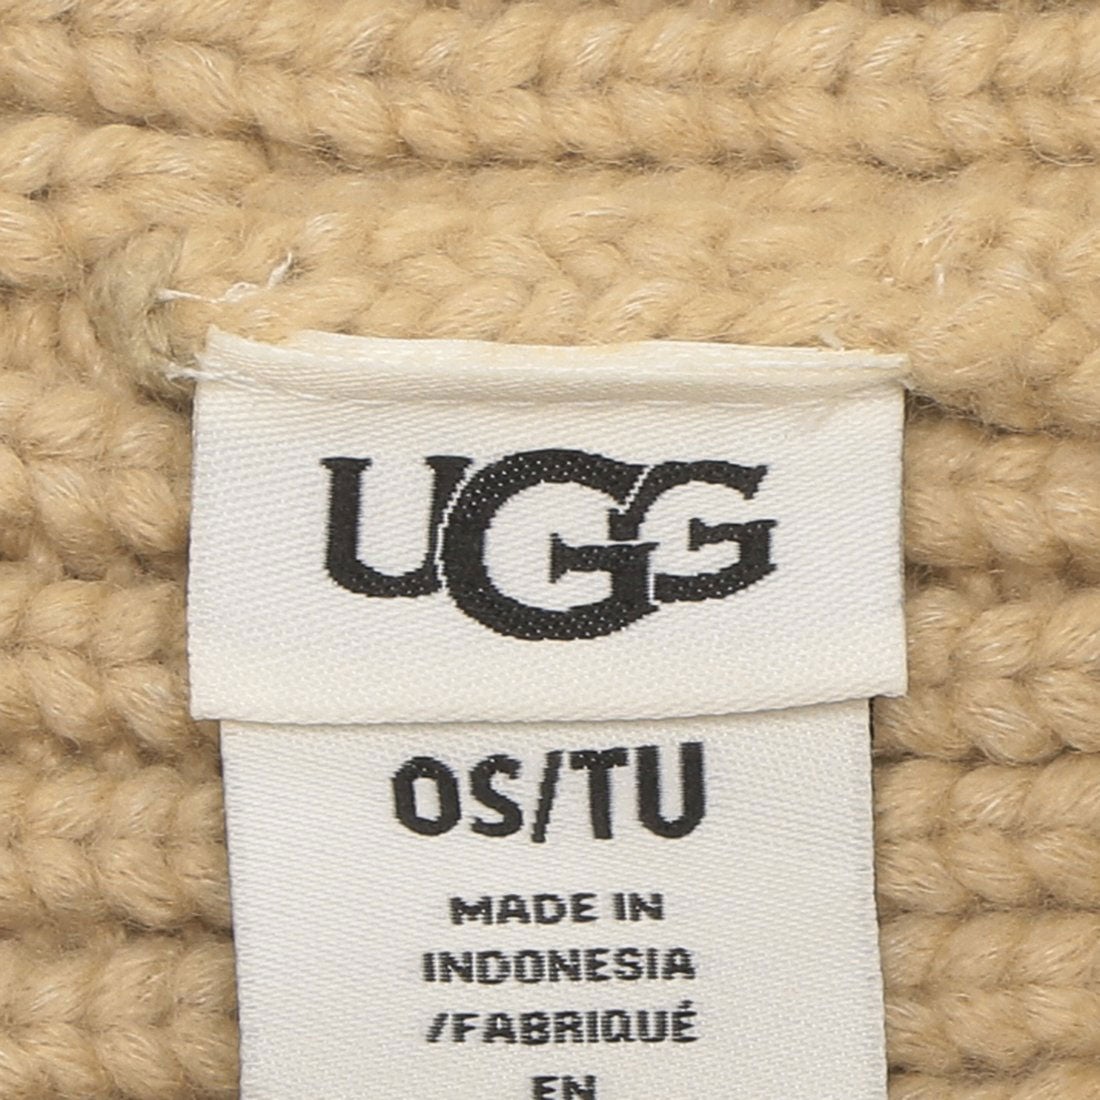 UGG
OS/TU
MADE IN
INDONESIA
/FABRIQUÉ
EN